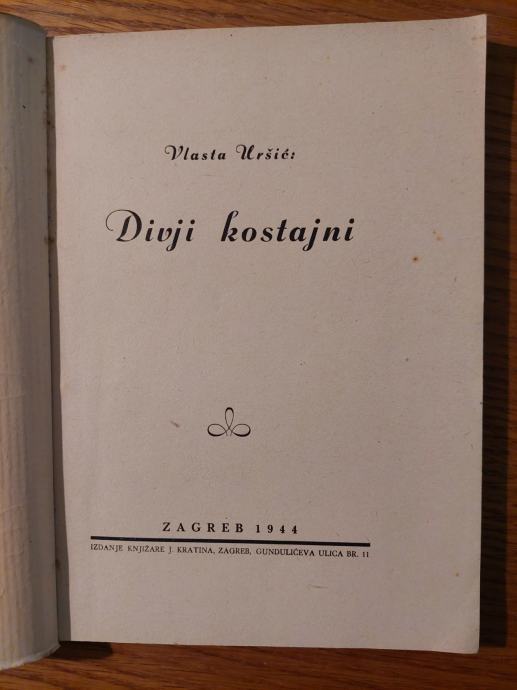 Vlasta Uršić:
Divji kostajni
ZAGREB 1944
IZDANJE KNJIŽARE J. KRATINA, ZAGREB, GUNDULIĆEVA ULICA BR. 11